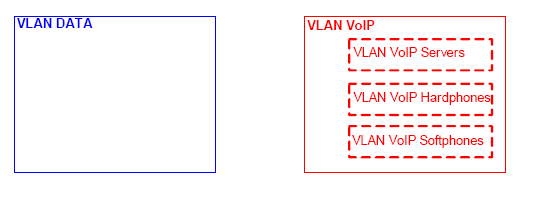 VLAN DATA
VLAN VoIP
VLAN VoIP Servers
VLAN VoIP Hardphones
VLAN VoIP Softphones